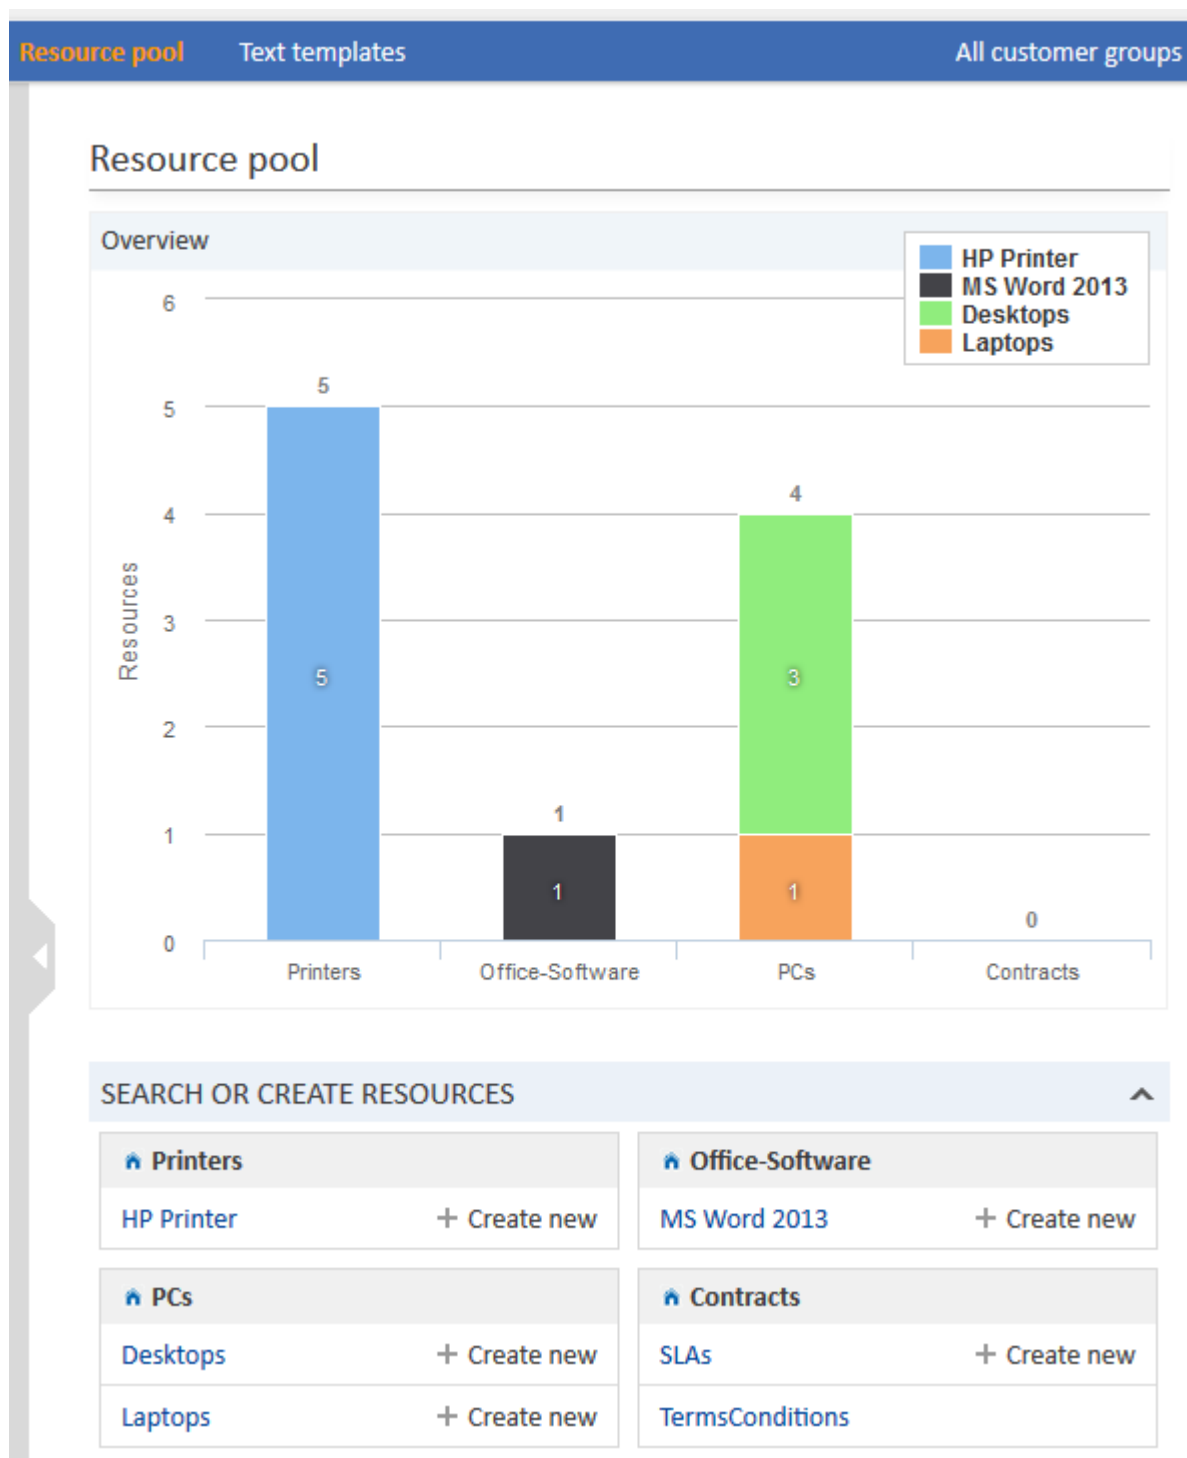 Resource pool Text templates All customer groups
Resource pool
Overview
HP Printer
MS Word 2013
Desktops
Laptops
6
5
4
3
2
1
0
Resources
5
5
1
1
4
3
1
0
Printers Office-Software PCs Contracts
SEARCH OR CREATE RESOURCES
Printers
HP Printer + Create new
Office-Software
MS Word 2013 + Create new
PCs
Desktops + Create new
Laptops + Create new
Contracts
SLAs + Create new
TermsConditions